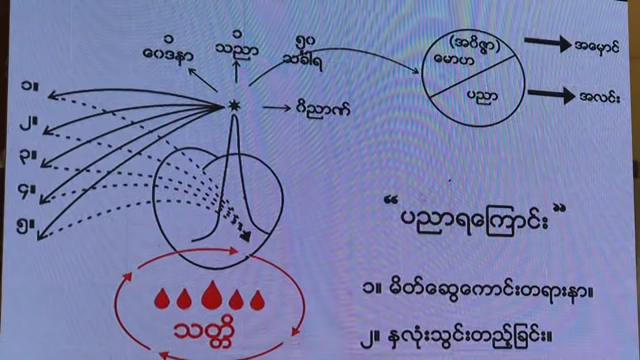 ၁
ဝေဒနာ
၁
သညာ
၅၀
သင်္ခါရ
ဝိညာဏ်
(အဝိဇ္ဇာ)
မောဟ
ပညာ
အမှောင်
အလင်း
၁။
၂။
၃။
၄။
၅။
သတ္တိ
“ပညာရကြောင်း”
၁။ မိတ်ဆွေကောင်းတရားနာ။
၂။ နှလုံးသွင်းတည့်ခြင်း။